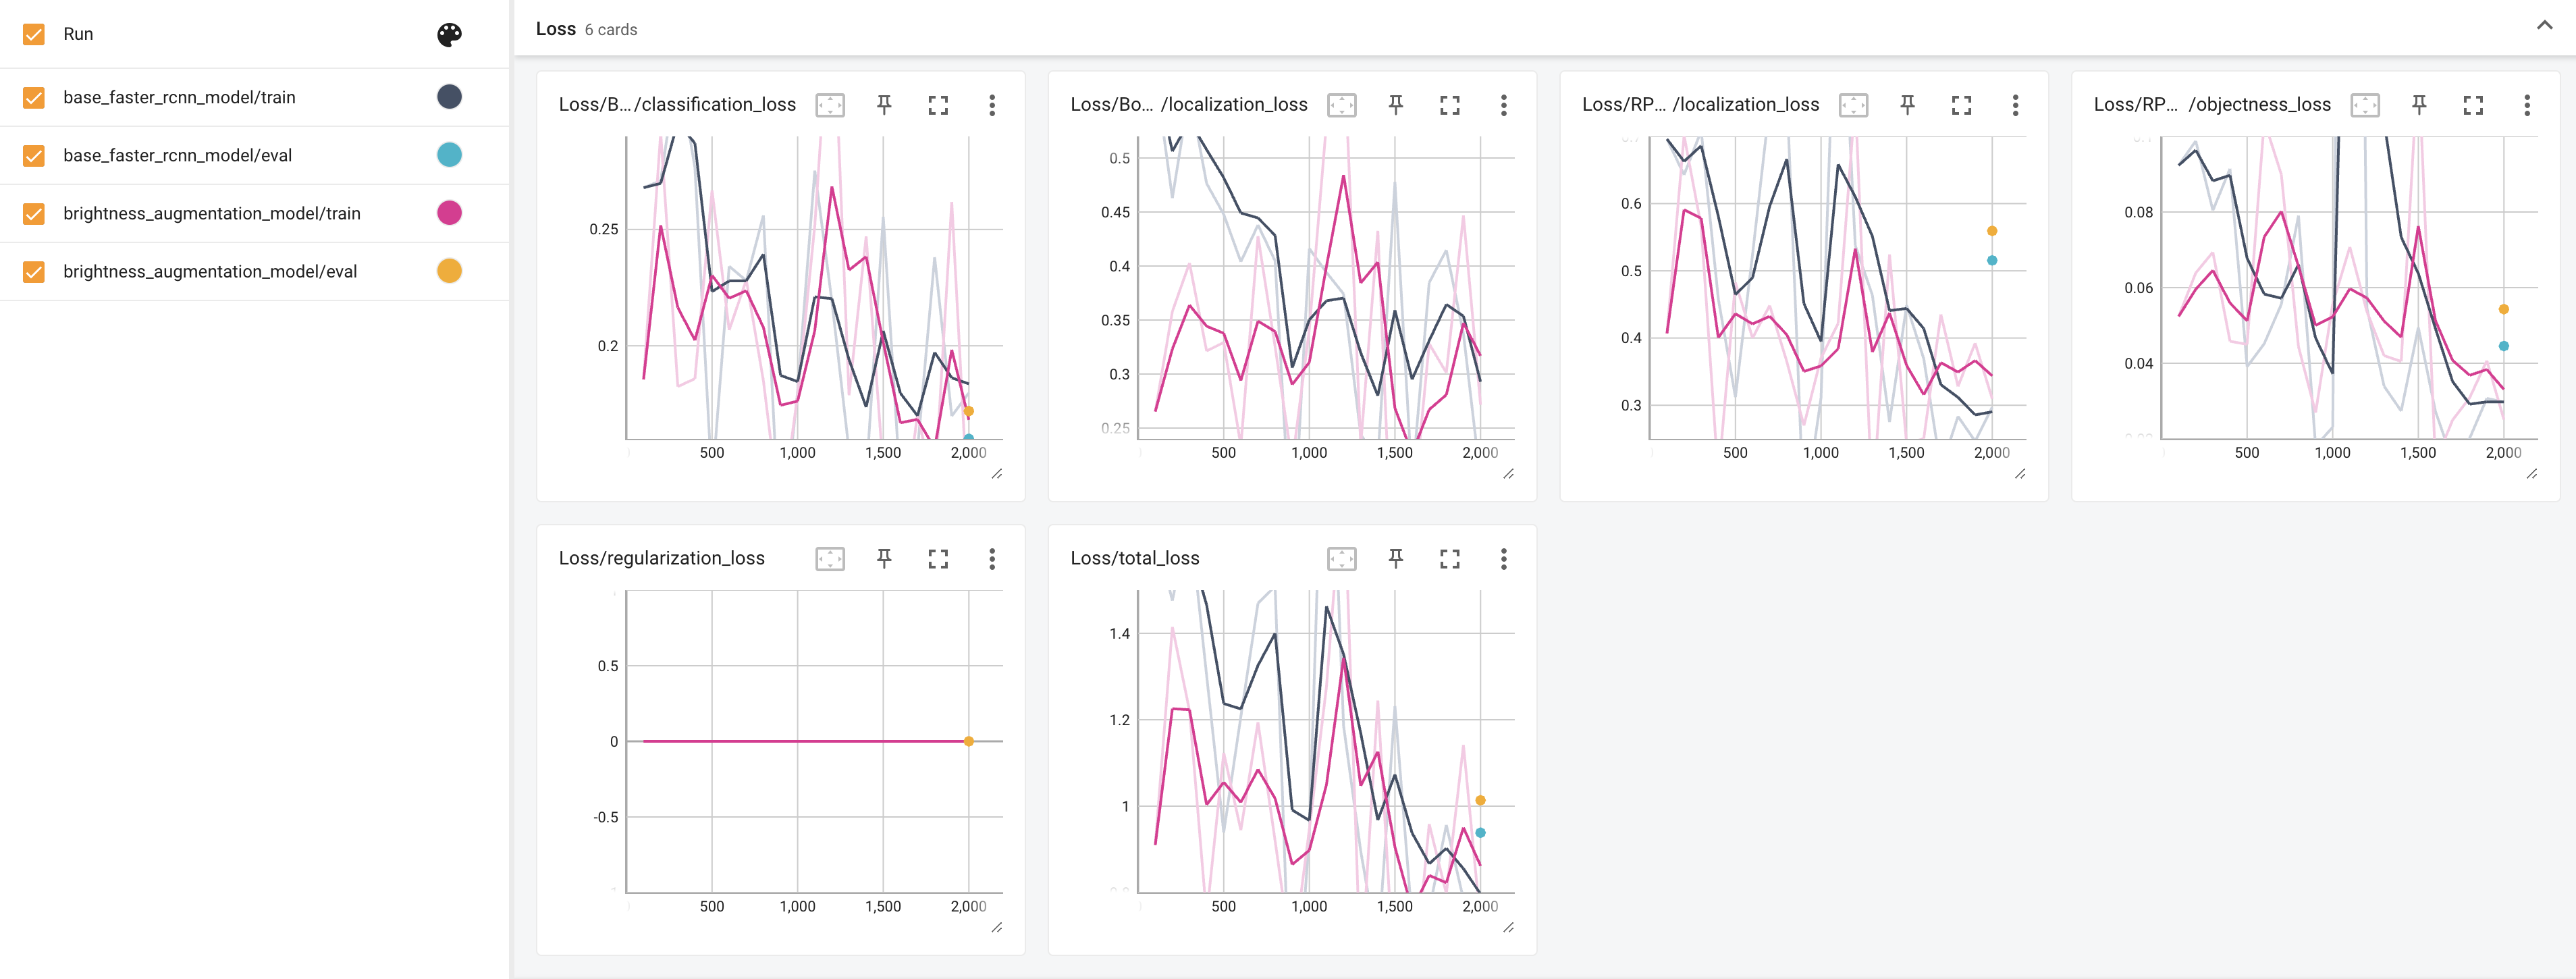 Run
base_faster_rcnn_model/train
base_faster_rcnn_model/eval
brightness_augmentation_model/train
brightness_augmentation_model/eval
Loss 6 cards
Loss/B... /classification_loss
0.25
0.2
500 1,000 1,500 2,000
Loss/Bo... /localization_loss
0.5
0.45
0.4
0.35
0.3
0.25
500 1,000 1,500 2,000
Loss/RP... /localization_loss
0.6
0.5
0.4
0.3
500 1,000 1,500 2,000
Loss/RP... /objectness_loss
0.08
0.06
0.04
500 1,000 1,500 2,000
Loss/regularization_loss
0.5
0
-0.5
500 1,000 1,500 2,000
Loss/total_loss
1.4
1.2
1
500 1,000 1,500 2,000